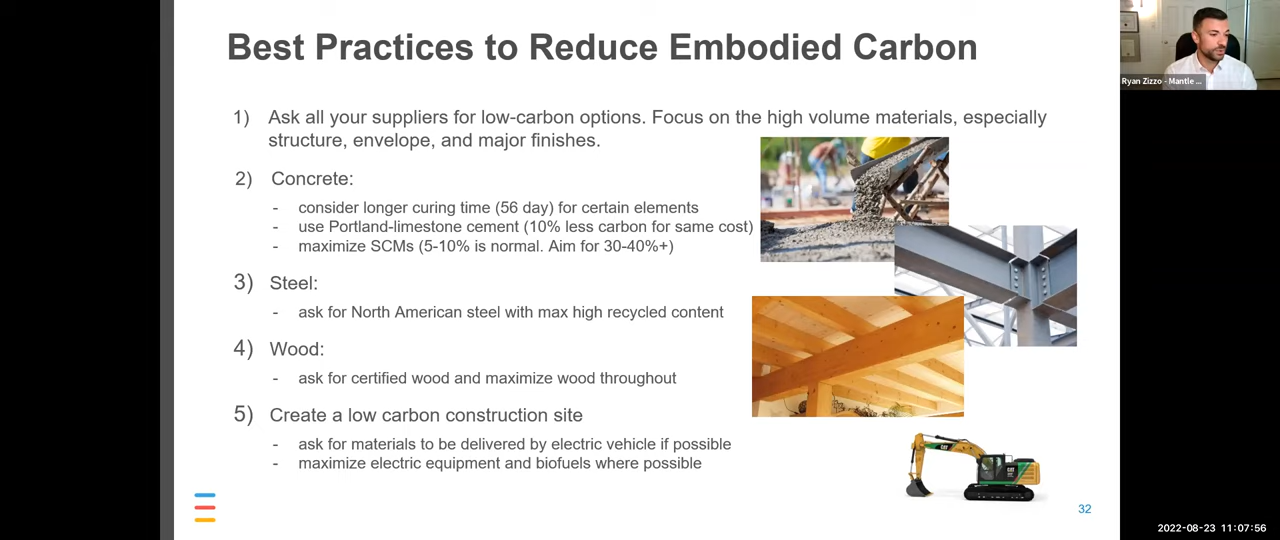 Best Practices to Reduce Embodied Carbon
Ryan Zizzo - Mantle ...
1) Ask all your suppliers for low-carbon options. Focus on the high volume materials, especially
structure, envelope, and major finishes.
2) Concrete:
- consider longer curing time (56 day) for certain elements
- use Portland-limestone cement (10% less carbon for same cost)
- maximize SCMs (5-10% is normal. Aim for 30-40%+)
3) Steel:
- ask for North American steel with max high recycled content
4) Wood:
- ask for certified wood and maximize wood throughout
5) Create a low carbon construction site
- ask for materials to be delivered by electric vehicle if possible
- maximize electric equipment and biofuels where possible
CAT
CAT
32
2022-08-23 11:07:56